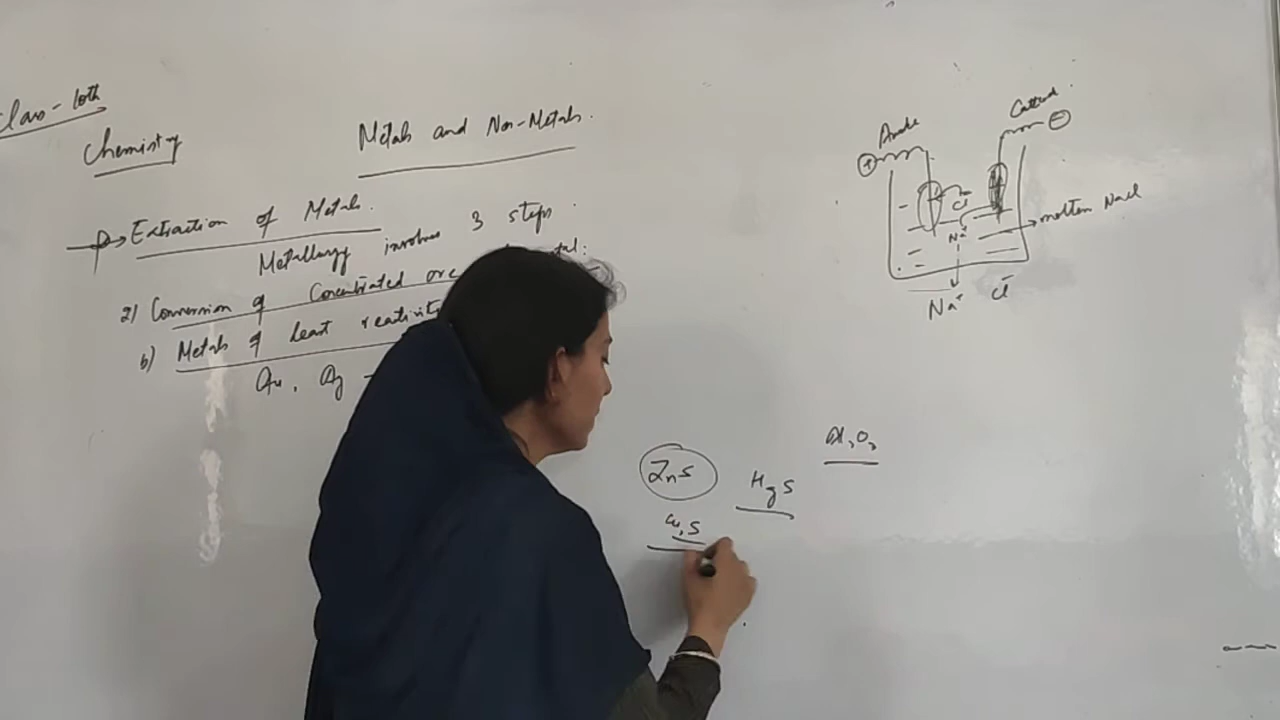 Class-10th
Chemistry
Metals and Non-Metals.
Extraction of Metals.
Metallurgy involves 3 steps.
2) Conversion of Concentrated ore
b) Metals of least reactivity
Au, Ag
Anode
Cathode
+
-
Cl-
Na+
molten NaCl
Na+ Cl-
Al2O3
ZnS
HgS
Cu2S